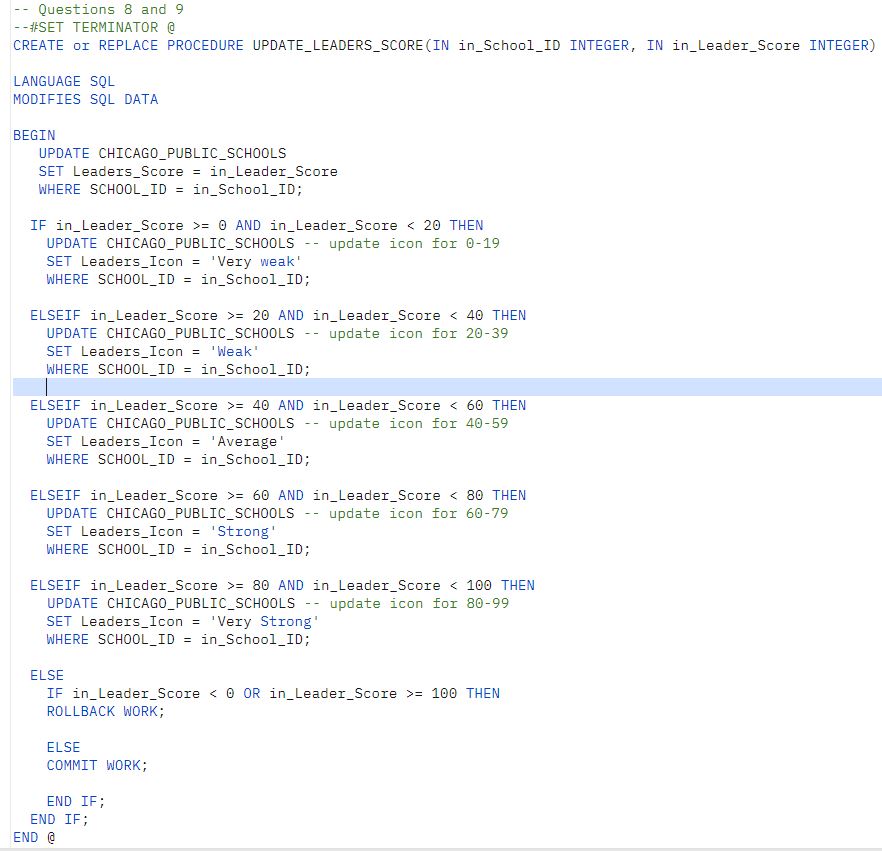 -- Questions 8 and 9
--#SET TERMINATOR @
CREATE or REPLACE PROCEDURE UPDATE_LEADERS_SCORE(IN in_School_ID INTEGER, IN in_Leader_Score INTEGER)
LANGUAGE SQL
MODIFIES SQL DATA
BEGIN
UPDATE CHICAGO_PUBLIC_SCHOOLS
SET Leaders_Score = in_Leader_Score
WHERE SCHOOL_ID = in_School_ID;
IF in_Leader_Score >= 0 AND in_Leader_Score < 20 THEN
UPDATE CHICAGO_PUBLIC_SCHOOLS -- update icon for 0-19
SET Leaders_Icon = 'Very weak'
WHERE SCHOOL_ID = in_School_ID;
ELSEIF in_Leader_Score >= 20 AND in_Leader_Score < 40 THEN
UPDATE CHICAGO_PUBLIC_SCHOOLS -- update icon for 20-39
SET Leaders_Icon = 'Weak'
WHERE SCHOOL_ID = in_School_ID;
ELSEIF in_Leader_Score >= 40 AND in_Leader_Score < 60 THEN
UPDATE CHICAGO_PUBLIC_SCHOOLS -- update icon for 40-59
SET Leaders_Icon = 'Average'
WHERE SCHOOL_ID = in_School_ID;
ELSEIF in_Leader_Score >= 60 AND in_Leader_Score < 80 THEN
UPDATE CHICAGO_PUBLIC_SCHOOLS -- update icon for 60-79
SET Leaders_Icon = 'Strong'
WHERE SCHOOL_ID = in_School_ID;
ELSEIF in_Leader_Score >= 80 AND in_Leader_Score < 100 THEN
UPDATE CHICAGO_PUBLIC_SCHOOLS -- update icon for 80-99
SET Leaders_Icon = 'Very Strong'
WHERE SCHOOL_ID = in_School_ID;
ELSE
IF in_Leader_Score < 0 OR in_Leader_Score >= 100 THEN
ROLLBACK WORK;
ELSE
COMMIT WORK;
END IF;
END IF;
END @